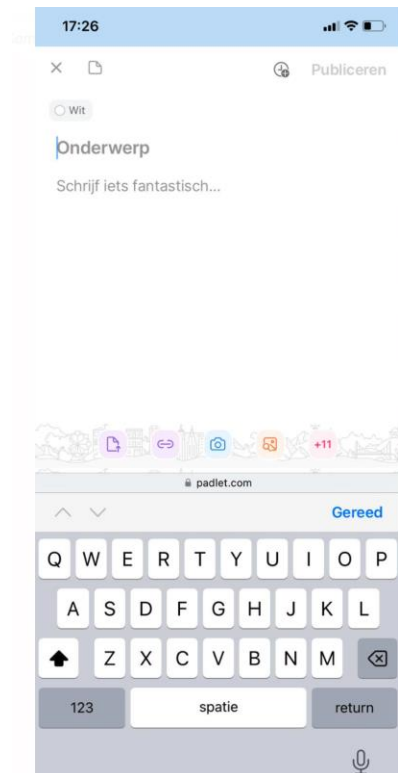 17:26
Publiceren
Wit
Onderwerp
Schrijf iets fantastisch...
+11
padlet.com
Gereed
Q W E R T Y U I O P
A S D F G H J K L
Z X C V B N M
123 spatie return